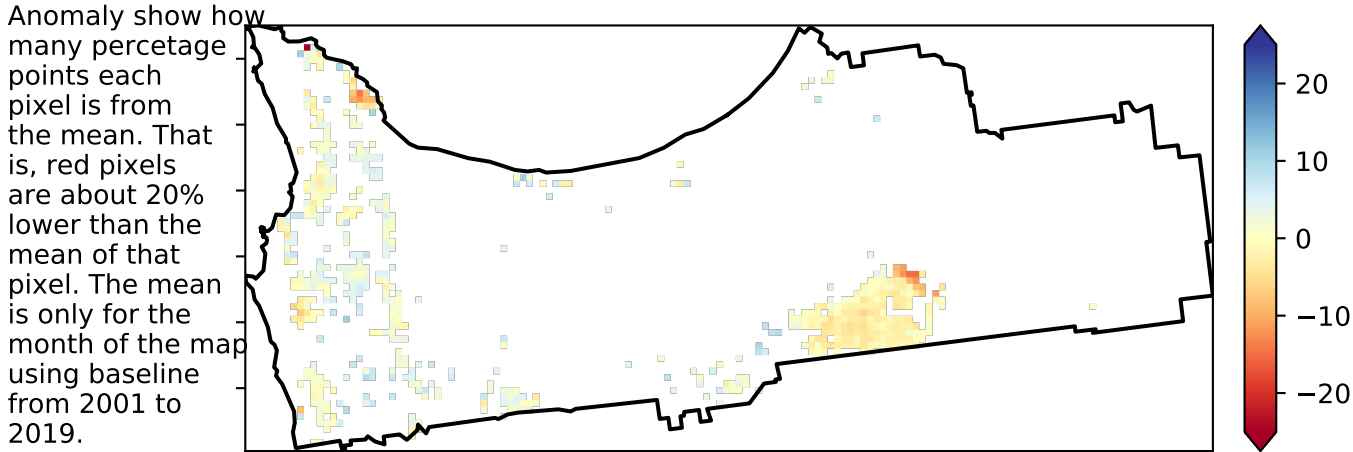 Anomaly show how
many percetage
points each
pixel is from
the mean. That
is, red pixels
are about 20%
lower than the
mean of that
pixel. The mean
is only for the
month of the map
using baseline
from 2001 to
2019.
20
10
0
−10
−20